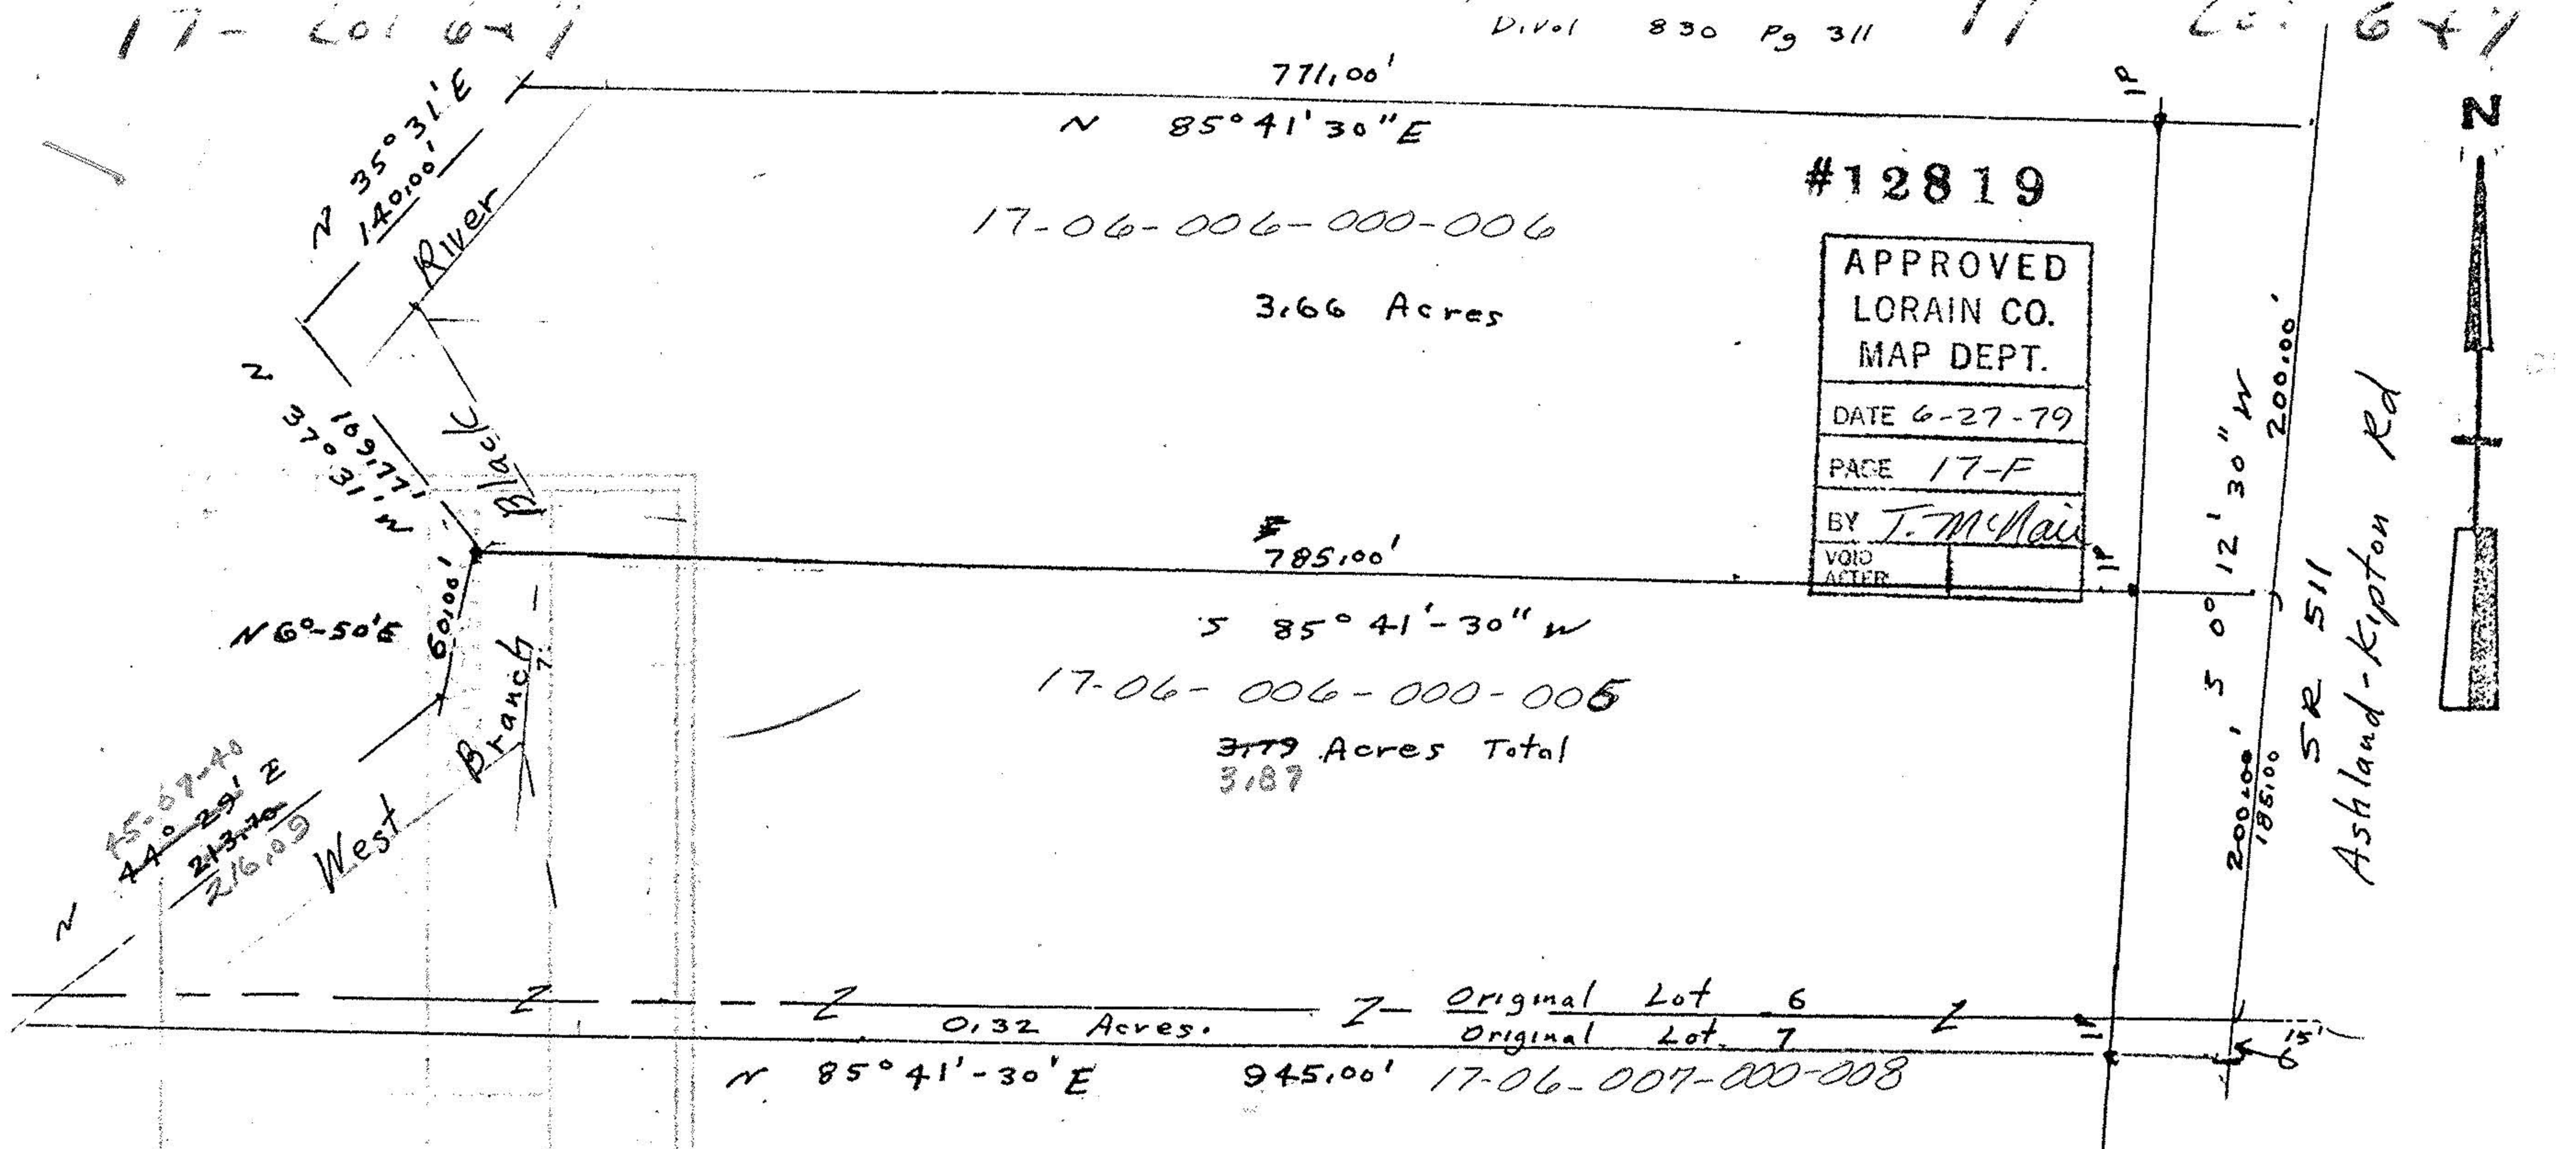 17- Lot 6+7
D.Vol 830 Pg 311
17 Lot 6+7
771.00'
N 85° 41' 30" E
IP
N
N 35° 31' E
140.00'
River
#12819
17-06-006-000-006
3.66 Acres
APPROVED
LORAIN CO.
MAP DEPT.
DATE 6-27-79
PAGE 17-F
BY T. McNair
VOID
AFTER
N 37° 31' W
169.77'
Black
785.00'
S 85° 41'-30" W
IP
S 0° 12' 30" W
200.00'
SR 511
Ashland-Kipton Rd
N 6°-50' E
60.00'
Branch
17-06-006-000-005
3.79 Acres Total
3.87
45-07-40
N 44° 29' E
213.70
216.09
West
200.00'
185.00
Original Lot 6
0.32 Acres.
Original Lot 7
IP
15'
N 85° 41'-30' E 945.00' 17-06-007-000-008